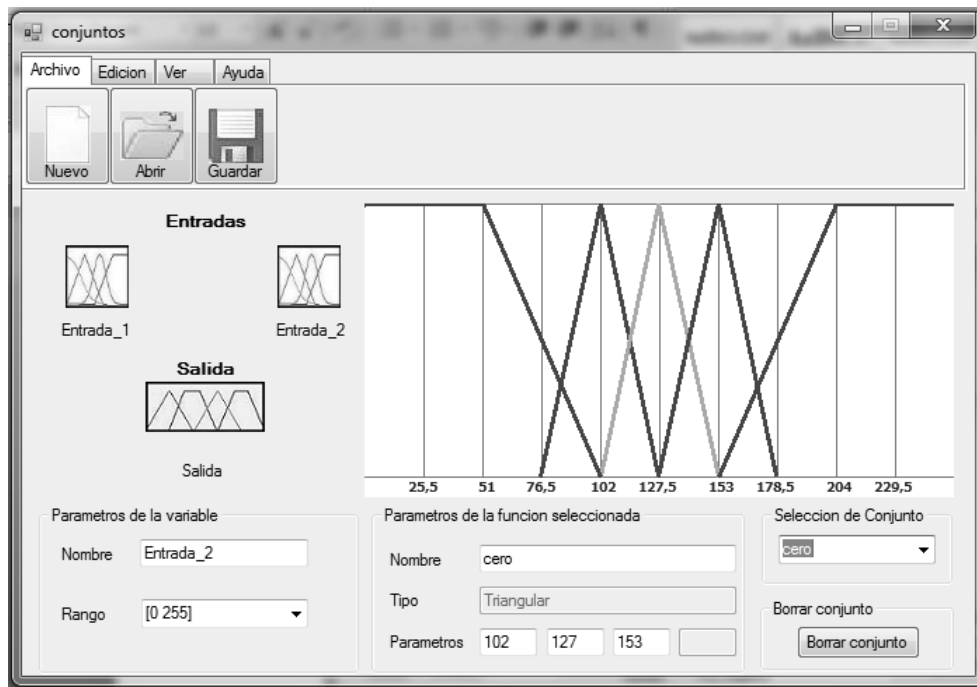 conjuntos
Archivo Edicion Ver Ayuda
Nuevo Abrir Guardar
Entradas
Entrada_1 Entrada_2
Salida
Salida
25,5 51 76,5 102 127,5 153 178,5 204 229,5
Parametros de la variable
Nombre Entrada_2
Rango [0 255]
Parametros de la funcion seleccionada
Nombre cero
Tipo Triangular
Parametros 102 127 153
Seleccion de Conjunto
cero
Borrar conjunto
Borrar conjunto